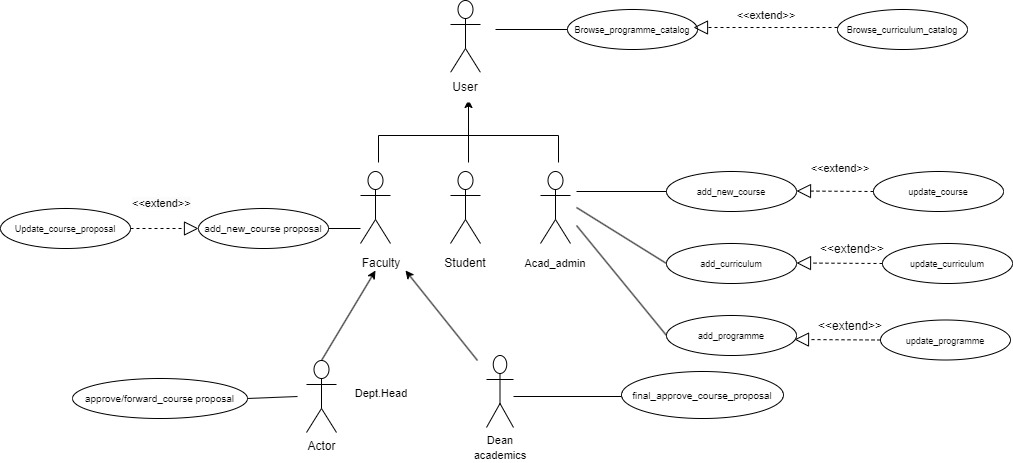 <<extend>>
Browse_programme_catalog
Browse_curriculum_catalog
User
<<extend>>
add_new_course
update_course
<<extend>>
Update_course_proposal
add_new_course proposal
Faculty
Student
Acad_admin
<<extend>>
add_curriculum
update_curriculum
<<extend>>
add_programme
update_programme
approve/forward_course proposal
Dept.Head
final_approve_course_proposal
Actor
Dean
academics